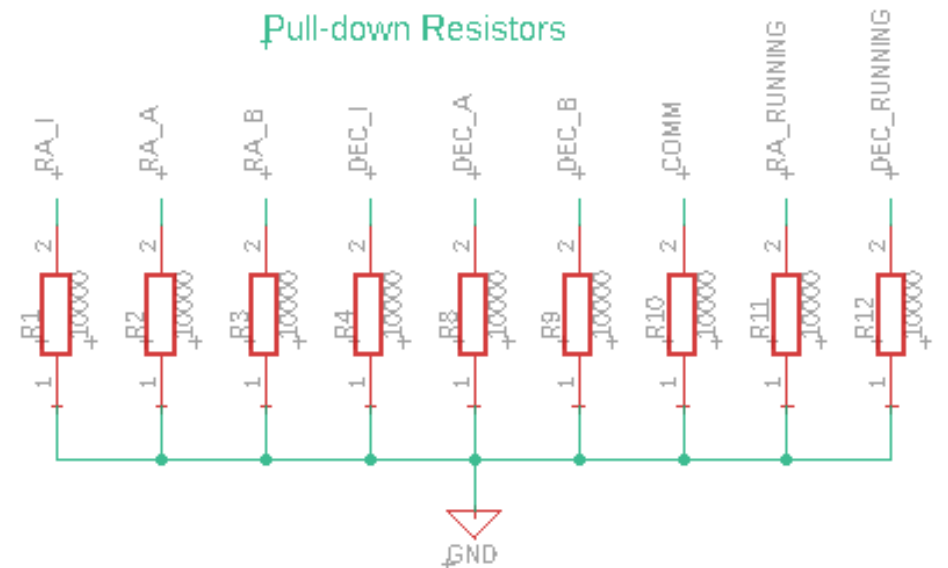 Pull-down Resistors
RA_I
RA_A
RA_B
DEC_I
DEC_A
DEC_B
COMM
RA_RUNNING
DEC_RUNNING
2
2
2
2
2
2
2
2
2
R1
10000
R2
10000
R3
10000
R4
10000
R8
10000
R9
10000
R10
10000
R11
10000
R12
10000
1
1
1
1
1
1
1
1
1
GND